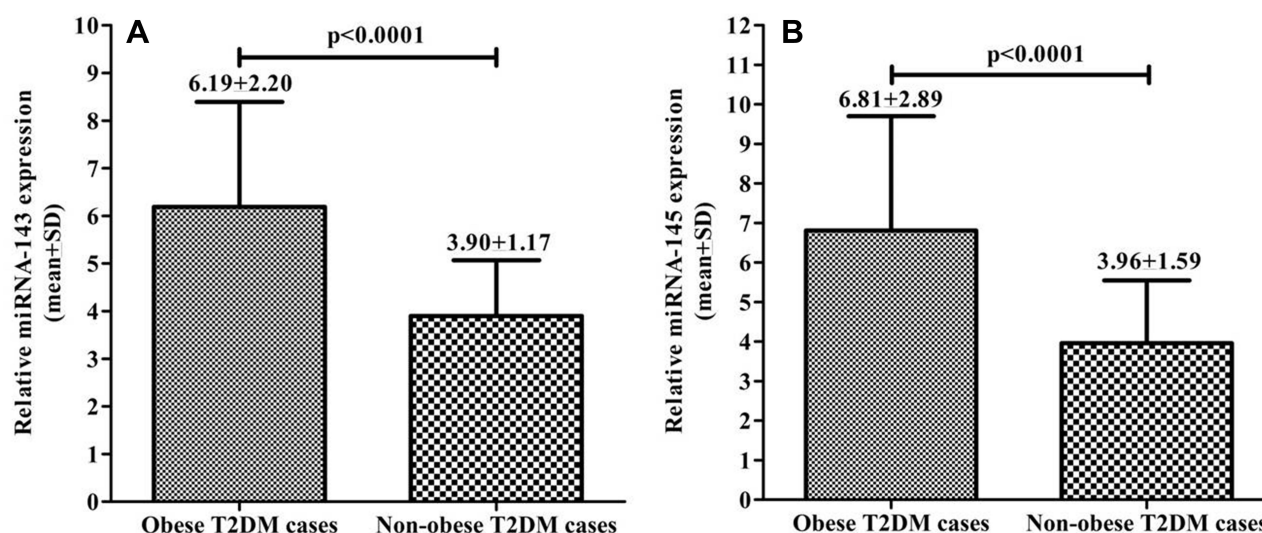 A
10
9
8
7
6
5
4
3
2
1
0
Relative miRNA-143 expression
(mean±SD)
p<0.0001
6.19±2.20
3.90±1.17
Obese T2DM cases
Non-obese T2DM cases
B
12
11
10
9
8
7
6
5
4
3
2
1
0
Relative miRNA-145 expression
(mean±SD)
p<0.0001
6.81±2.89
3.96±1.59
Obese T2DM cases
Non-obese T2DM cases